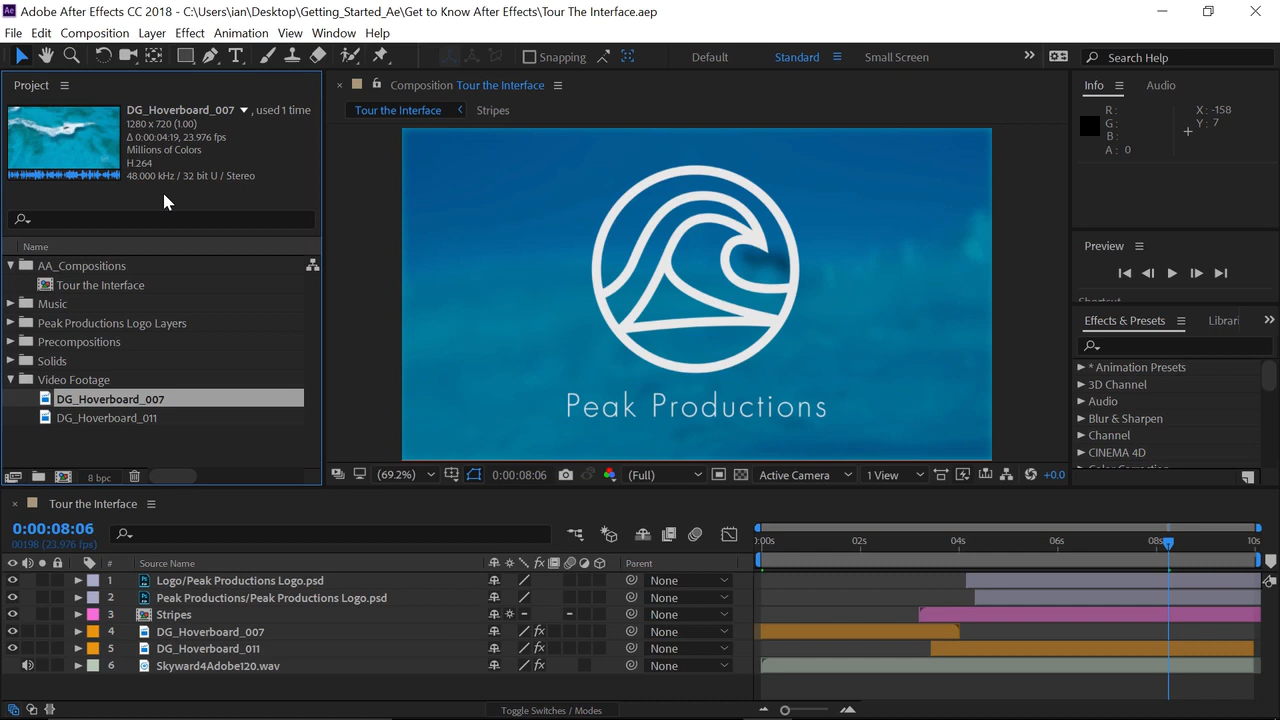 Adobe After Effects CC 2018 - C:\Users\ian\Desktop\Getting_Started_Ae\Get to Know After Effects\Tour The Interface.aep
File Edit Composition Layer Effect Animation View Window Help
Snapping Default Standard Small Screen Search Help
Project
DG_Hoverboard_007 , used 1 time
1280 x 720 (1.00)
Δ 0:00:04:19, 23.976 fps
Millions of Colors
H.264
48.000 kHz / 32 bit U / Stereo
Name
AA_Compositions
Tour the Interface
Music
Peak Productions Logo Layers
Precompositions
Solids
Video Footage
DG_Hoverboard_007
DG_Hoverboard_011
8 bpc
Composition Tour the Interface
Tour the Interface Stripes
Peak Productions
(69.2%) 0:00:08:06 (Full) Active Camera 1 View +0.0
Info Audio
R: X: -158
G: Y: 7
B:
A: 0
Preview
Effects & Presets Librari
* Animation Presets
3D Channel
Audio
Blur & Sharpen
Channel
CINEMA 4D
Tour the Interface
0:00:08:06
00198 (23.976 fps)
:00s 02s 04s 06s 08s 10s
# Source Name Parent
1 Logo/Peak Productions Logo.psd None
2 Peak Productions/Peak Productions Logo.psd None
3 Stripes None
4 DG_Hoverboard_007 None
5 DG_Hoverboard_011 None
6 Skyward4Adobe120.wav None
Toggle Switches / Modes